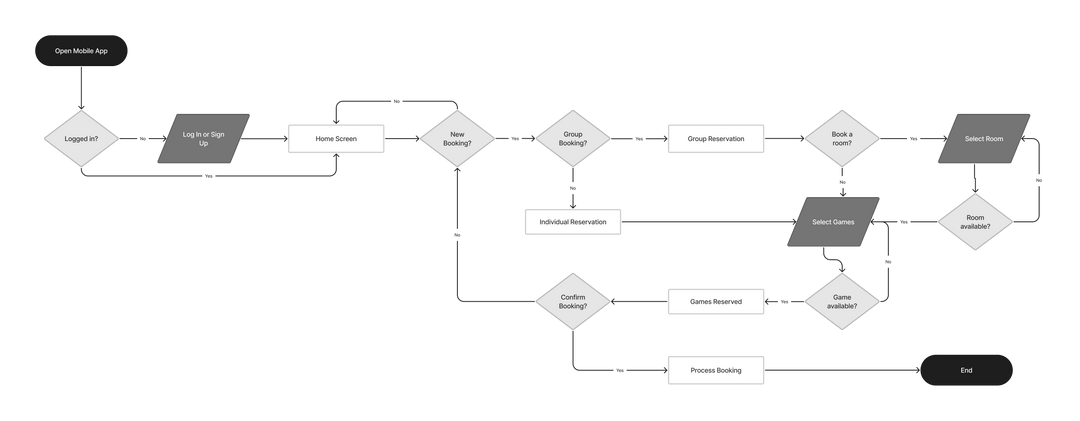 Open Mobile App
No
Logged in?
No
Log In or Sign
Up
Home Screen
New
Booking?
Yes
Group
Booking?
Yes
Group Reservation
Book a
room?
Yes
Select Room
Yes
No
No
No
Individual Reservation
Select Games
Yes
Room
available?
No
No
Confirm
Booking?
Games Reserved
Yes
Game
available?
Yes
Process Booking
End